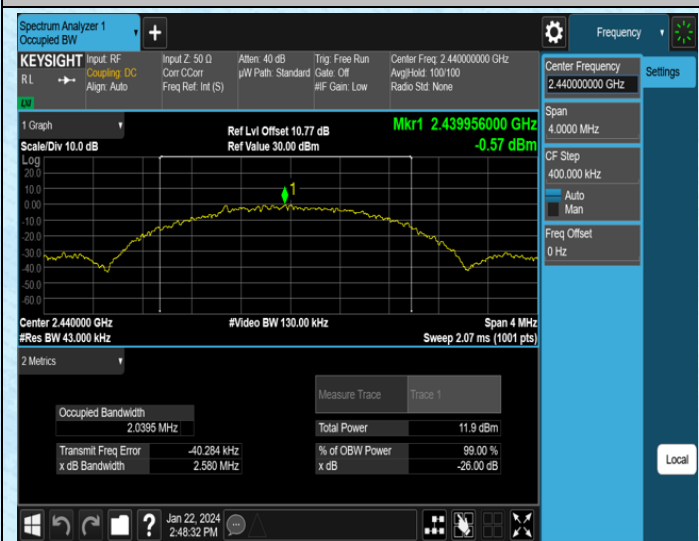 Spectrum Analyzer 1
Occupied BW
Frequency
KEYSIGHT
RL
LXI
Input: RF
Coupling: DC
Align: Auto
Input Z: 50 Ω
Corr CCorr
Freq Ref: Int (S)
Atten: 40 dB
µW Path: Standard
Trig: Free Run
Gate: Off
#IF Gain: Low
Center Freq: 2.440000000 GHz
Avg|Hold: 100/100
Radio Std: None
Center Frequency
2.440000000 GHz
Settings
Span
4.0000 MHz
CF Step
400.000 kHz
Auto
Man
Freq Offset
0 Hz
Local
1 Graph
Scale/Div 10.0 dB
Ref Lvl Offset 10.77 dB
Ref Value 30.00 dBm
Mkr1 2.439956000 GHz
-0.57 dBm
Log
20.0
10.0
0.00
-10.0
-20.0
-30.0
-40.0
-50.0
-60.0
1
Center 2.440000 GHz
#Res BW 43.000 kHz
#Video BW 130.00 kHz
Span 4 MHz
Sweep 2.07 ms (1001 pts)
2 Metrics
Measure Trace
Trace 1
Occupied Bandwidth
2.0395 MHz
Total Power
11.9 dBm
Transmit Freq Error
-40.284 kHz
% of OBW Power
99.00 %
x dB Bandwidth
2.580 MHz
x dB
-26.00 dB
Jan 22, 2024
2:48:32 PM